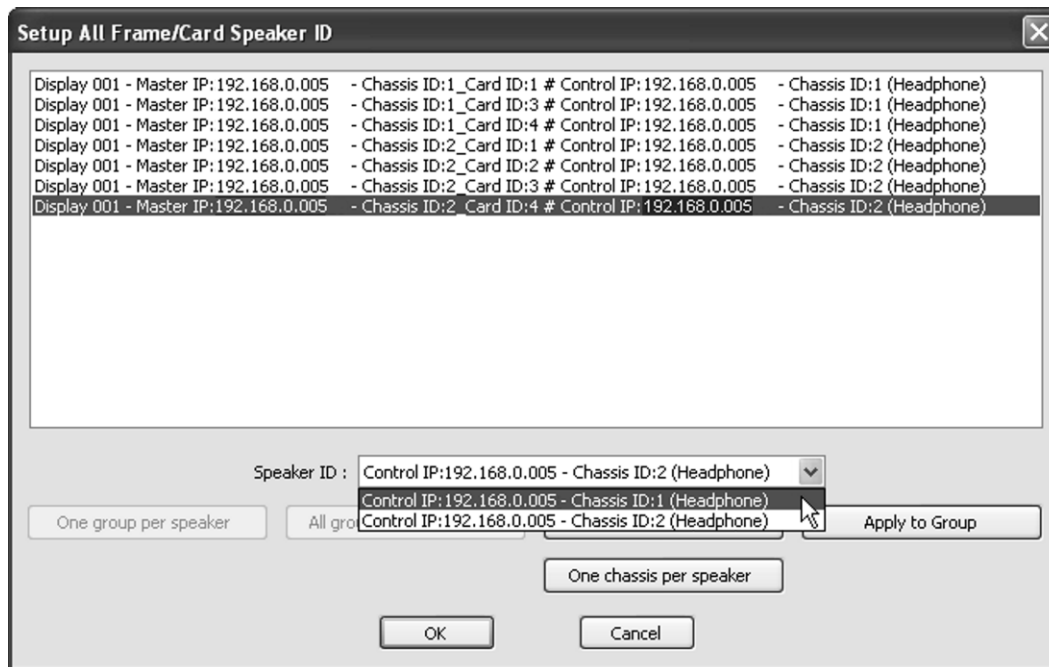 Setup All Frame/Card Speaker ID
Display 001 - Master IP:192.168.0.005 - Chassis ID:1_Card ID:1 # Control IP:192.168.0.005 - Chassis ID:1 (Headphone)
Display 001 - Master IP:192.168.0.005 - Chassis ID:1_Card ID:3 # Control IP:192.168.0.005 - Chassis ID:1 (Headphone)
Display 001 - Master IP:192.168.0.005 - Chassis ID:1_Card ID:4 # Control IP:192.168.0.005 - Chassis ID:1 (Headphone)
Display 001 - Master IP:192.168.0.005 - Chassis ID:2_Card ID:1 # Control IP:192.168.0.005 - Chassis ID:2 (Headphone)
Display 001 - Master IP:192.168.0.005 - Chassis ID:2_Card ID:2 # Control IP:192.168.0.005 - Chassis ID:2 (Headphone)
Display 001 - Master IP:192.168.0.005 - Chassis ID:2_Card ID:3 # Control IP:192.168.0.005 - Chassis ID:2 (Headphone)
Display 001 - Master IP:192.168.0.005 - Chassis ID:2_Card ID:4 # Control IP:192.168.0.005 - Chassis ID:2 (Headphone)
Speaker ID : Control IP:192.168.0.005 - Chassis ID:2 (Headphone)
Control IP:192.168.0.005 - Chassis ID:1 (Headphone)
Control IP:192.168.0.005 - Chassis ID:2 (Headphone)
One group per speaker All Apply to Group
One chassis per speaker
OK Cancel